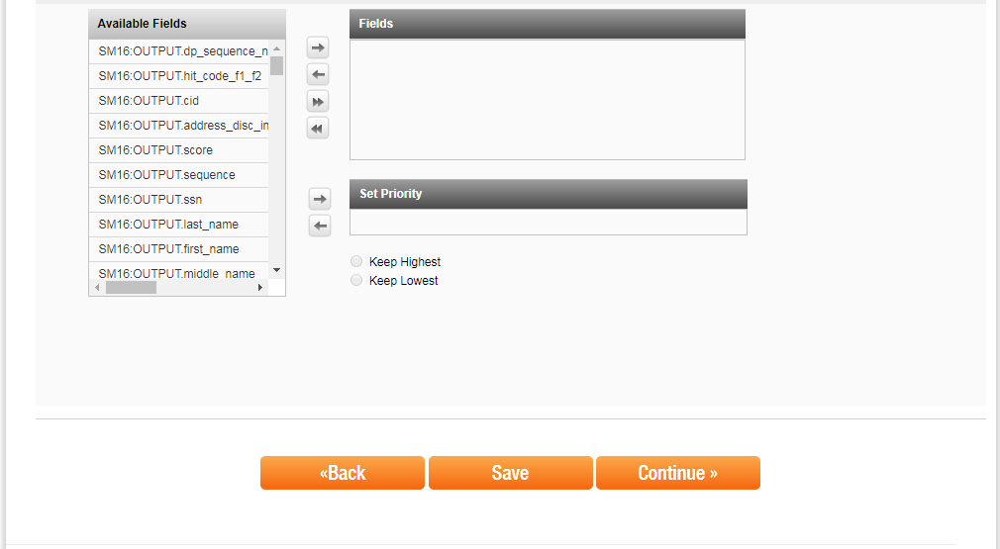 Available Fields
SM16:OUTPUT.dp_sequence_n
SM16:OUTPUT.hit_code_f1_f2
SM16:OUTPUT.cid
SM16:OUTPUT.address_disc_in
SM16:OUTPUT.score
SM16:OUTPUT.sequence
SM16:OUTPUT.ssn
SM16:OUTPUT.last_name
SM16:OUTPUT.first_name
SM16:OUTPUT.middle_name
Fields
Set Priority
Keep Highest
Keep Lowest
«Back
Save
Continue »